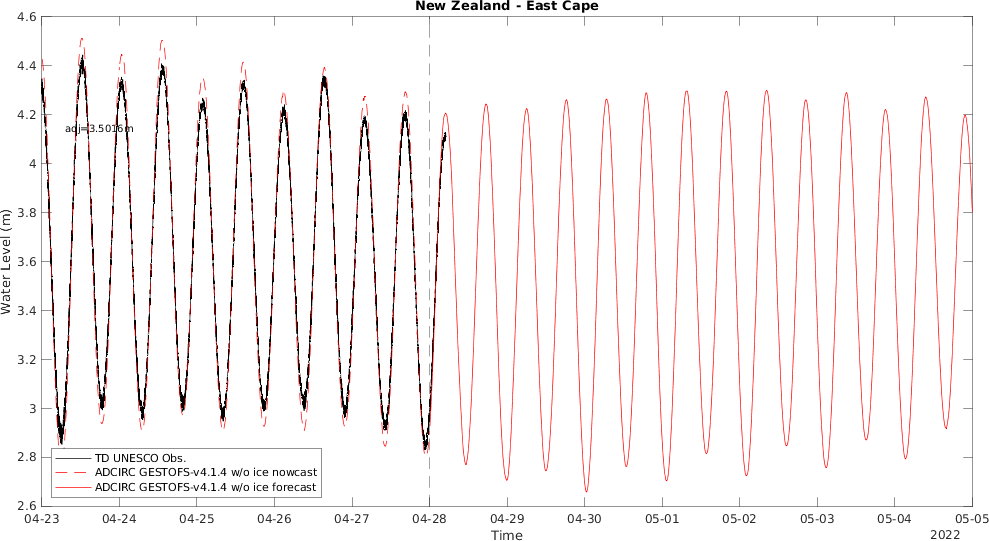 New Zealand - East Cape
4.6
4.4
4.2
4
3.8
3.6
3.4
3.2
3
2.8
2.6
Water Level (m)
adj=3.5016m
TD UNESCO Obs.
ADCIRC GESTOFS-v4.1.4 w/o ice nowcast
ADCIRC GESTOFS-v4.1.4 w/o ice forecast
04-23 04-24 04-25 04-26 04-27 04-28 04-29 04-30 05-01 05-02 05-03 05-04 05-05
Time
2022